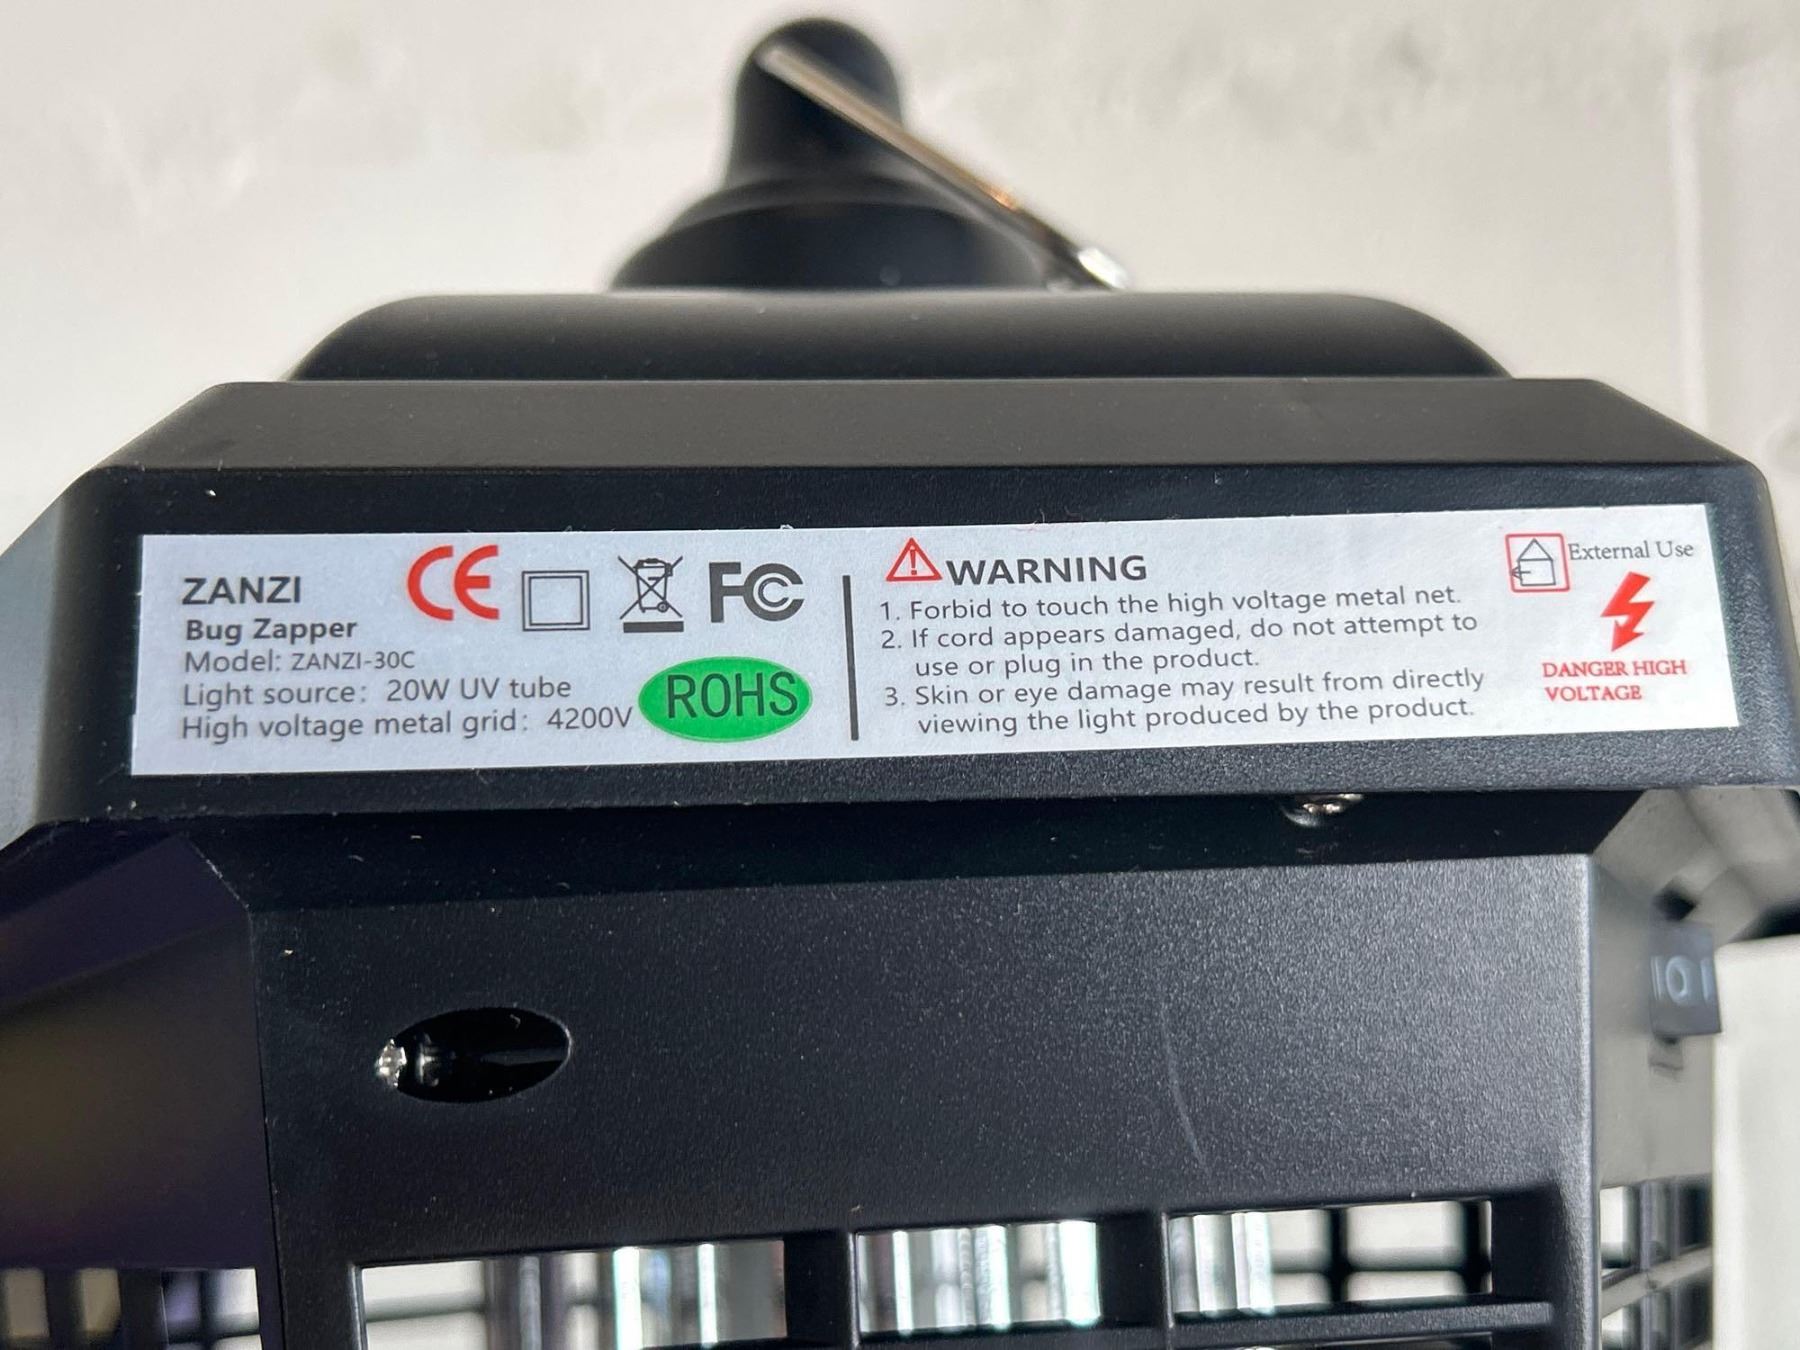 ZANZI
Bug Zapper
Model: ZANZI-30C
Light source: 20W UV tube
High voltage metal grid: 4200V
CE
FC
ROHS
WARNING
1. Forbid to touch the high voltage metal net.
2. If cord appears damaged, do not attempt to
use or plug in the product.
3. Skin or eye damage may result from directly
viewing the light produced by the product.
External Use
DANGER HIGH
VOLTAGE
II O I